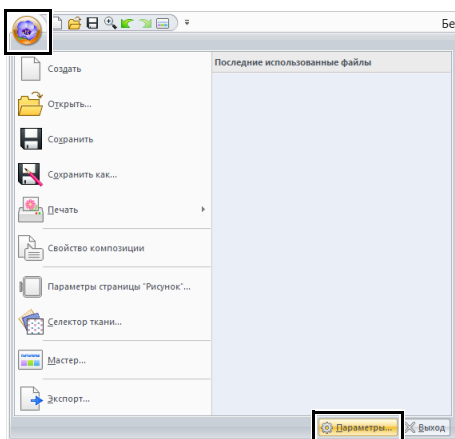 Бе
Последние использованные файлы
Создать
Открыть...
Сохранить
Сохранить как...
Печать
Свойство композиции
Параметры страницы "Рисунок"...
Селектор ткани...
Мастер...
Экспорт...
Параметры...
Выход